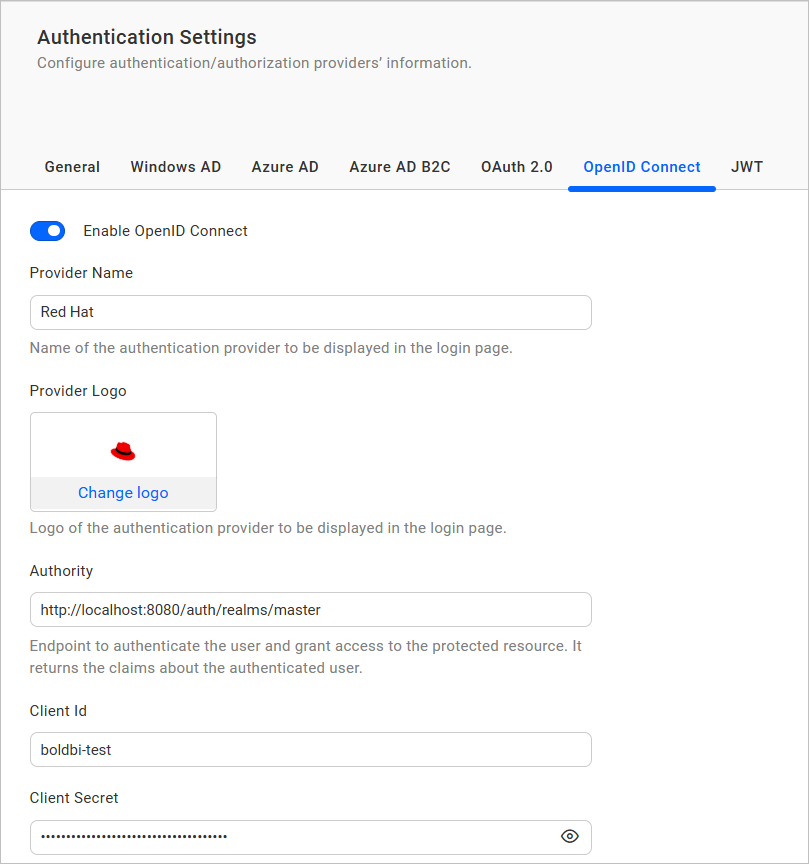 Authentication Settings
Configure authentication/authorization providers’ information.
General Windows AD Azure AD Azure AD B2C OAuth 2.0 OpenID Connect JWT
Enable OpenID Connect
Provider Name
Red Hat
Name of the authentication provider to be displayed in the login page.
Provider Logo
Change logo
Logo of the authentication provider to be displayed in the login page.
Authority
http://localhost:8080/auth/realms/master
Endpoint to authenticate the user and grant access to the protected resource. It
returns the claims about the authenticated user.
Client Id
boldbi-test
Client Secret
••••••••••••••••••••••••••••••••••••